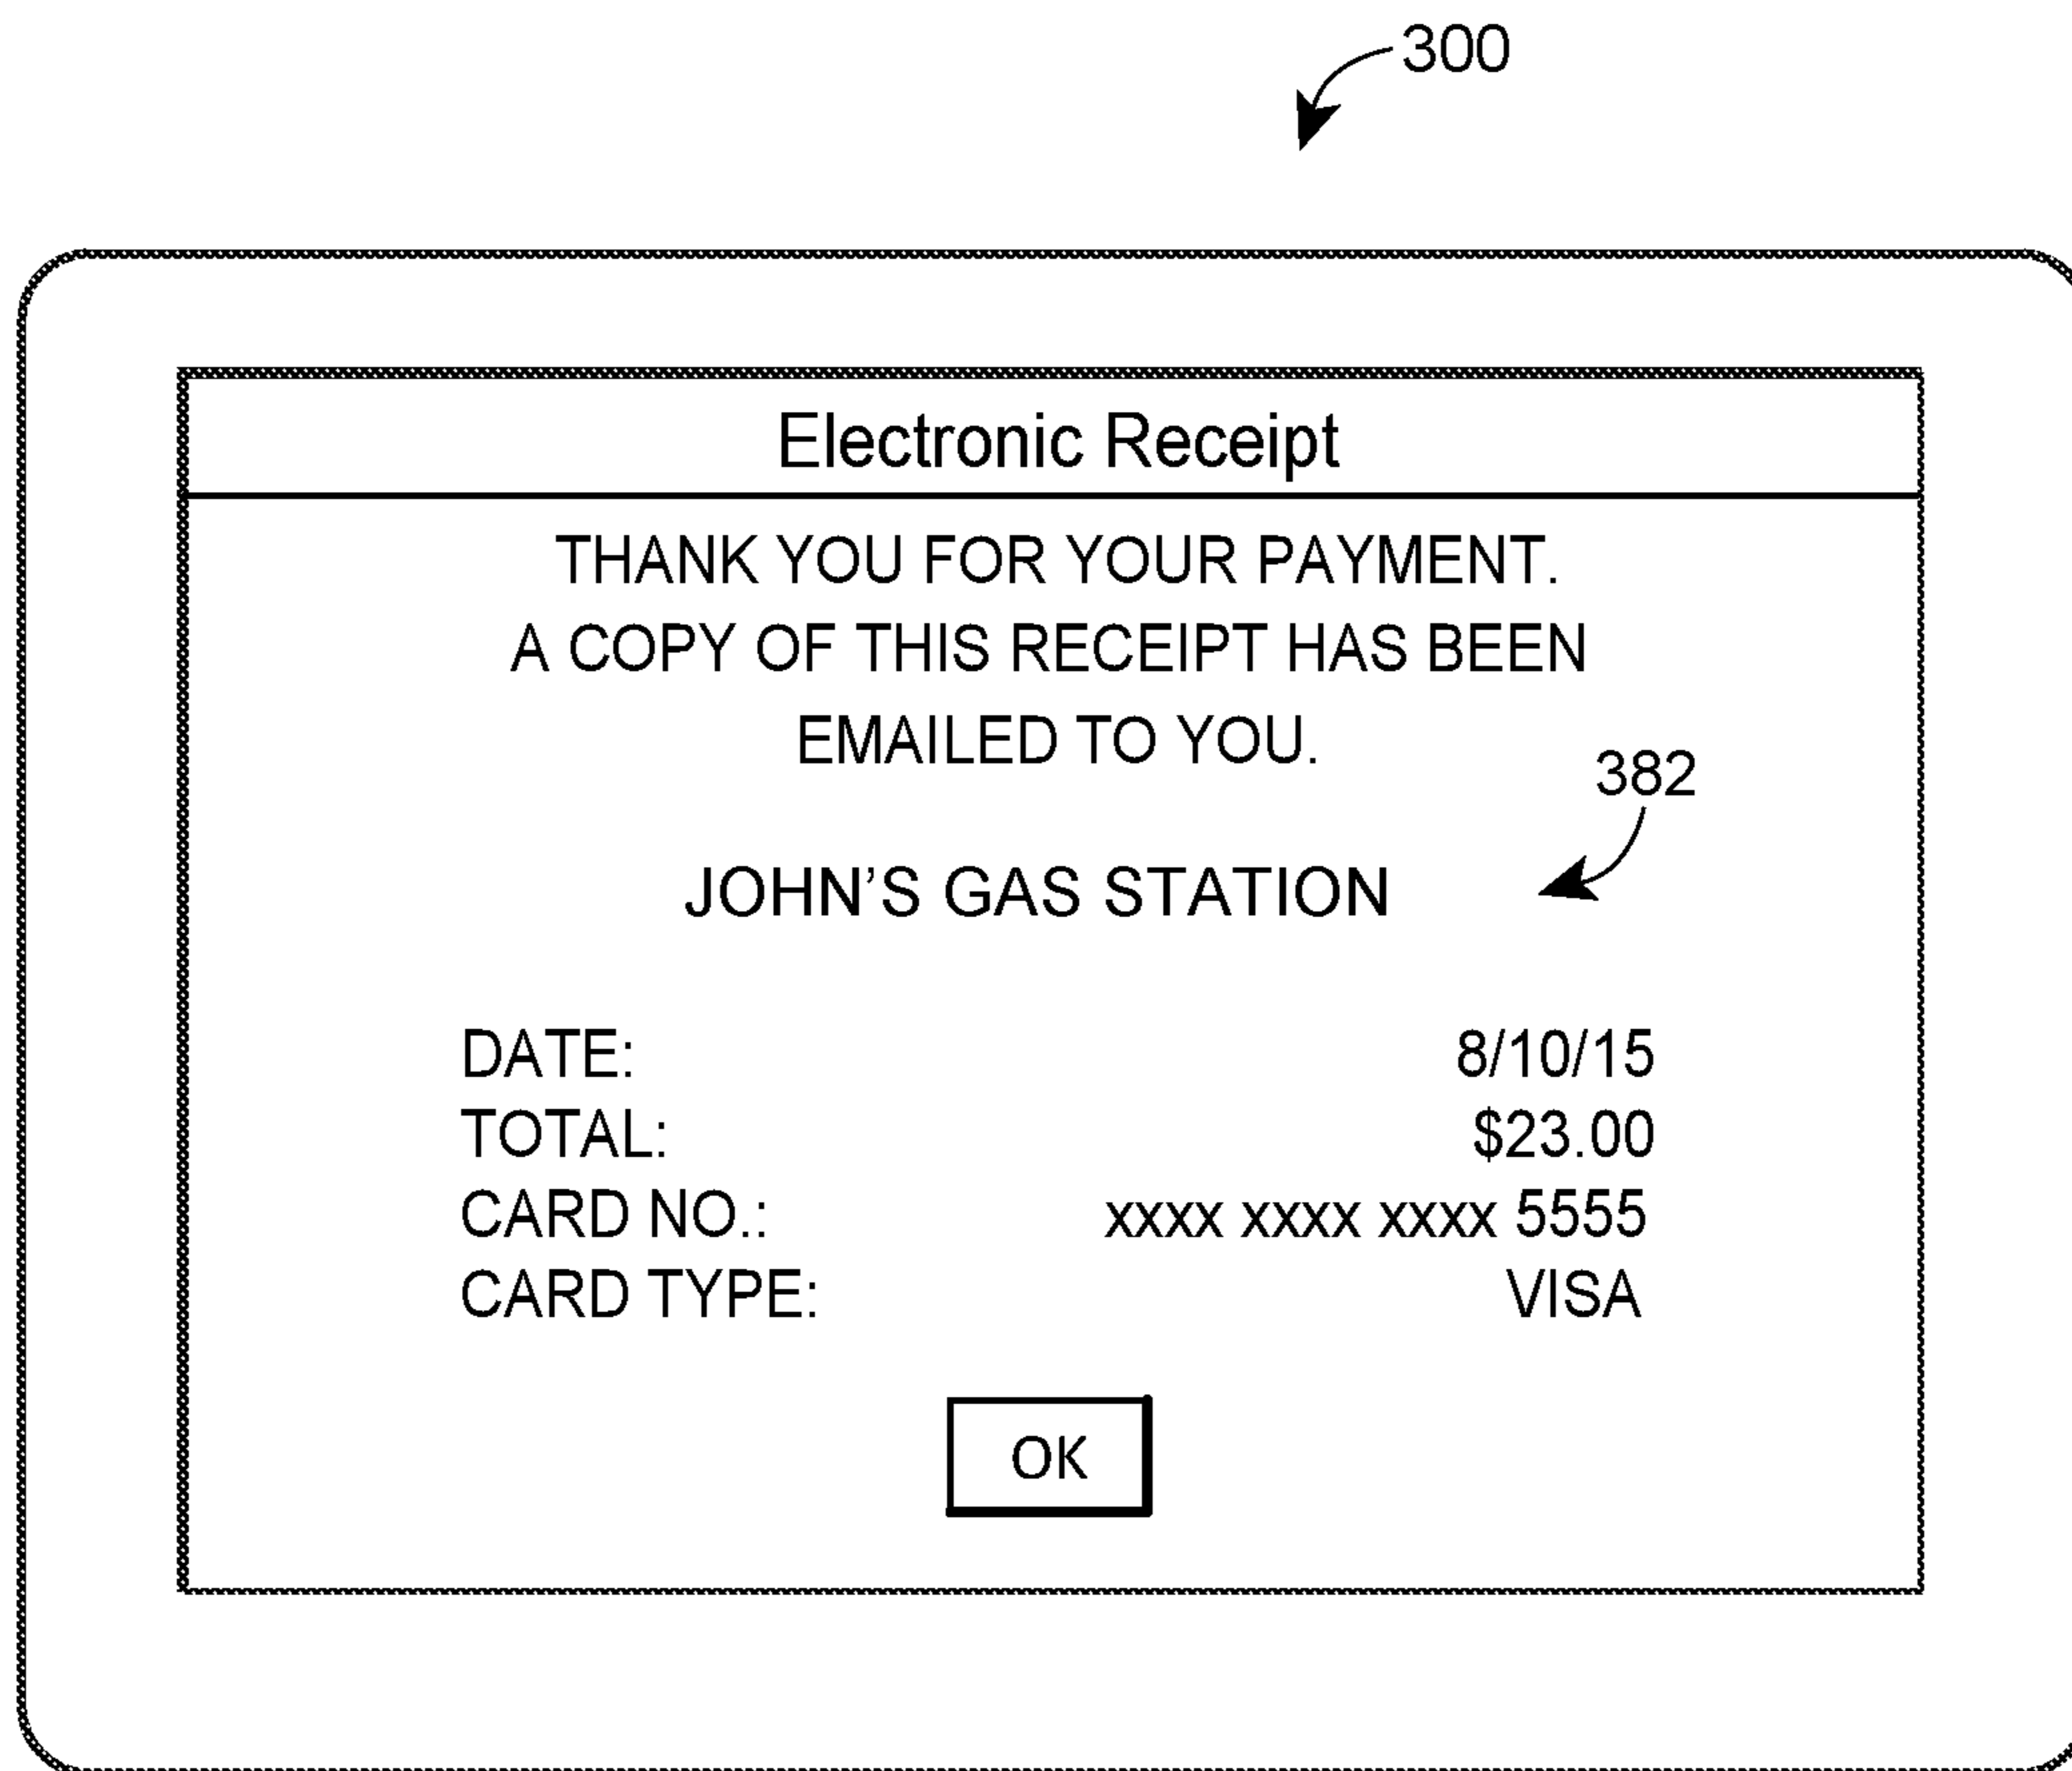 300
Electronic Receipt
THANK YOU FOR YOUR PAYMENT.
A COPY OF THIS RECEIPT HAS BEEN
EMAILED TO YOU.
382
JOHN'S GAS STATION
DATE: 8/10/15
TOTAL: $23.00
CARD NO.: xxxx xxxx xxxx 5555
CARD TYPE: VISA
OK